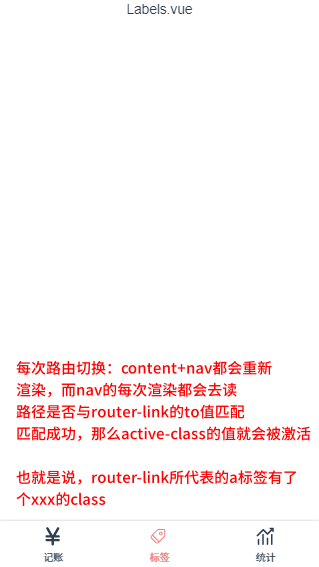 Labels.vue
每次路由切换：content+nav都会重新
渲染，而nav的每次渲染都会去读
路径是否与router-link的to值匹配
匹配成功，那么active-class的值就会被激活
也就是说，router-link所代表的a标签有了
个xxx的class
记账 标签 统计